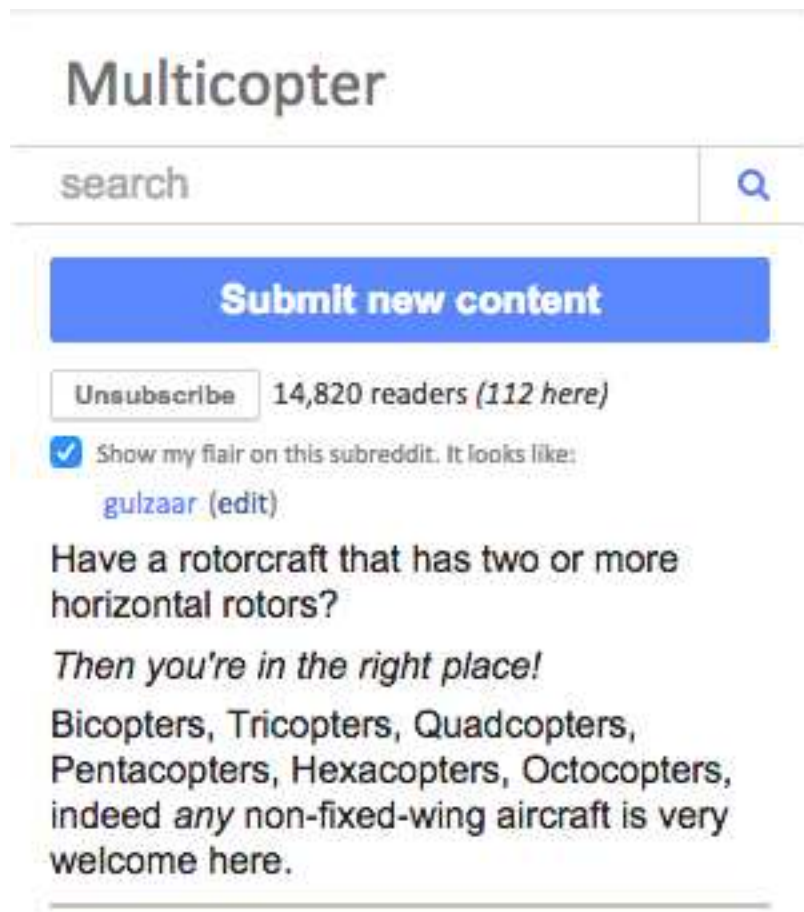 Multicopter
search
Submit new content
Unsubscribe 14,820 readers (112 here)
Show my flair on this subreddit. It looks like:
gulzaar (edit)
Have a rotorcraft that has two or more
horizontal rotors?
Then you're in the right place!
Bicopters, Tricopters, Quadcopters,
Pentacopters, Hexacopters, Octocopters,
indeed any non-fixed-wing aircraft is very
welcome here.